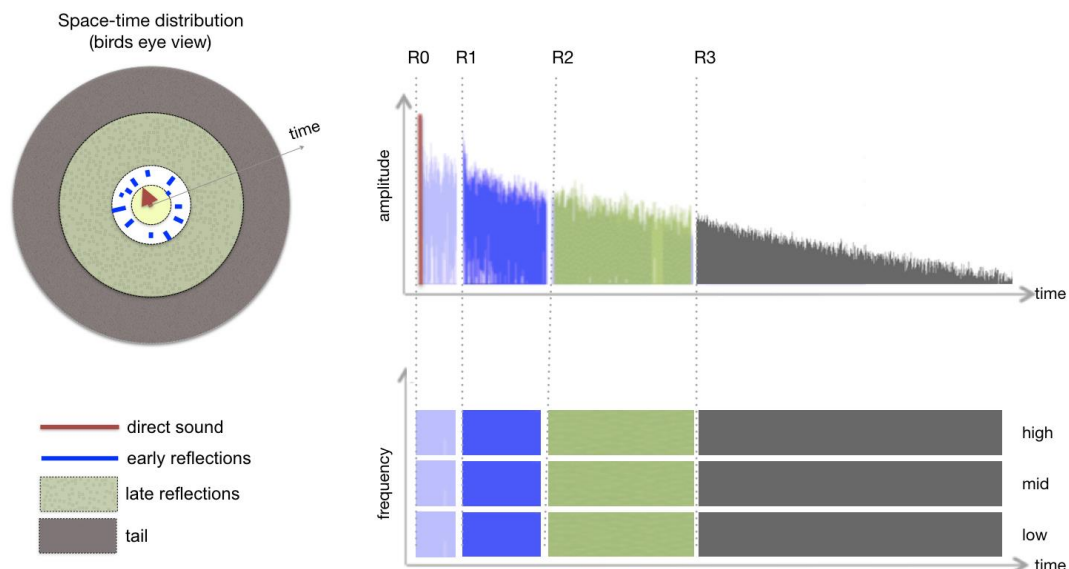 Space-time distribution
(birds eye view)
time
direct sound
early reflections
late reflections
tail
R0 R1 R2 R3
amplitude
time
frequency
high
mid
low
time